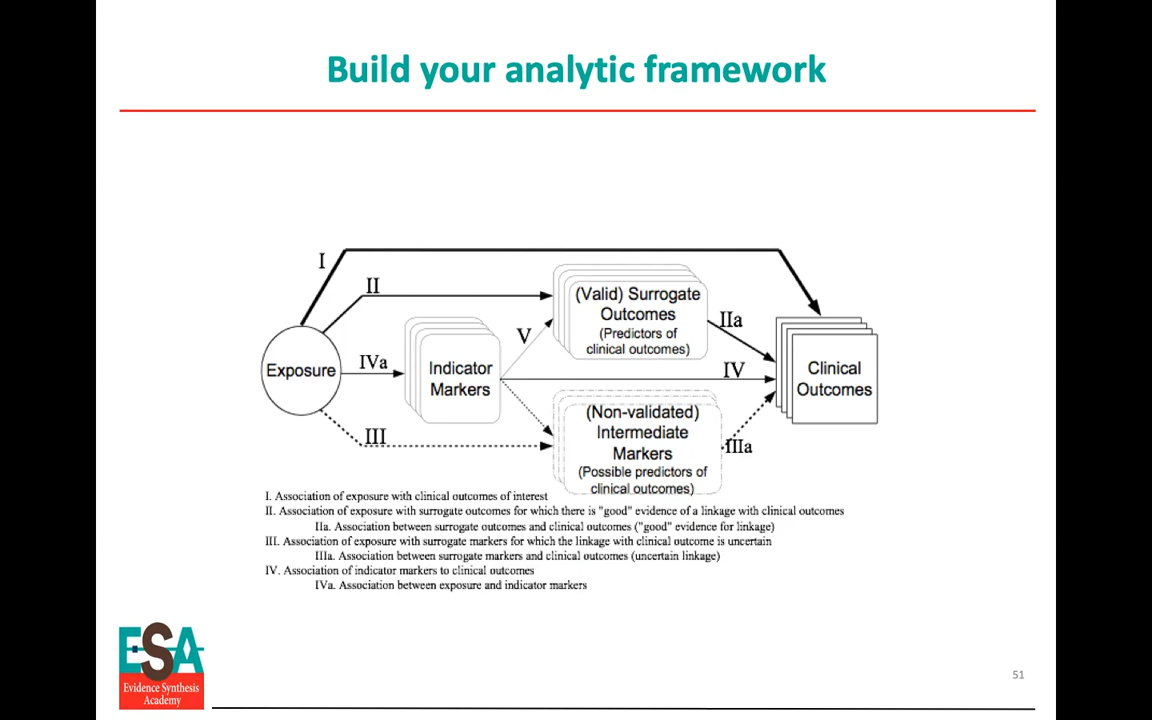 Build your analytic framework
I
II
(Valid) Surrogate
Outcomes
(Predictors of
clinical outcomes)
IIa
V
Exposure
IVa
Indicator
Markers
IV
Clinical
Outcomes
III
(Non-validated)
Intermediate
Markers
(Possible predictors of
clinical outcomes)
IIIa
I. Association of exposure with clinical outcomes of interest
II. Association of exposure with surrogate outcomes for which there is "good" evidence of a linkage with clinical outcomes
IIa. Association between surrogate outcomes and clinical outcomes ("good" evidence for linkage)
III. Association of exposure with surrogate markers for which the linkage with clinical outcome is uncertain
IIIa. Association between surrogate markers and clinical outcomes (uncertain linkage)
IV. Association of indicator markers to clinical outcomes
IVa. Association between exposure and indicator markers
ESA
Evidence Synthesis
Academy
51